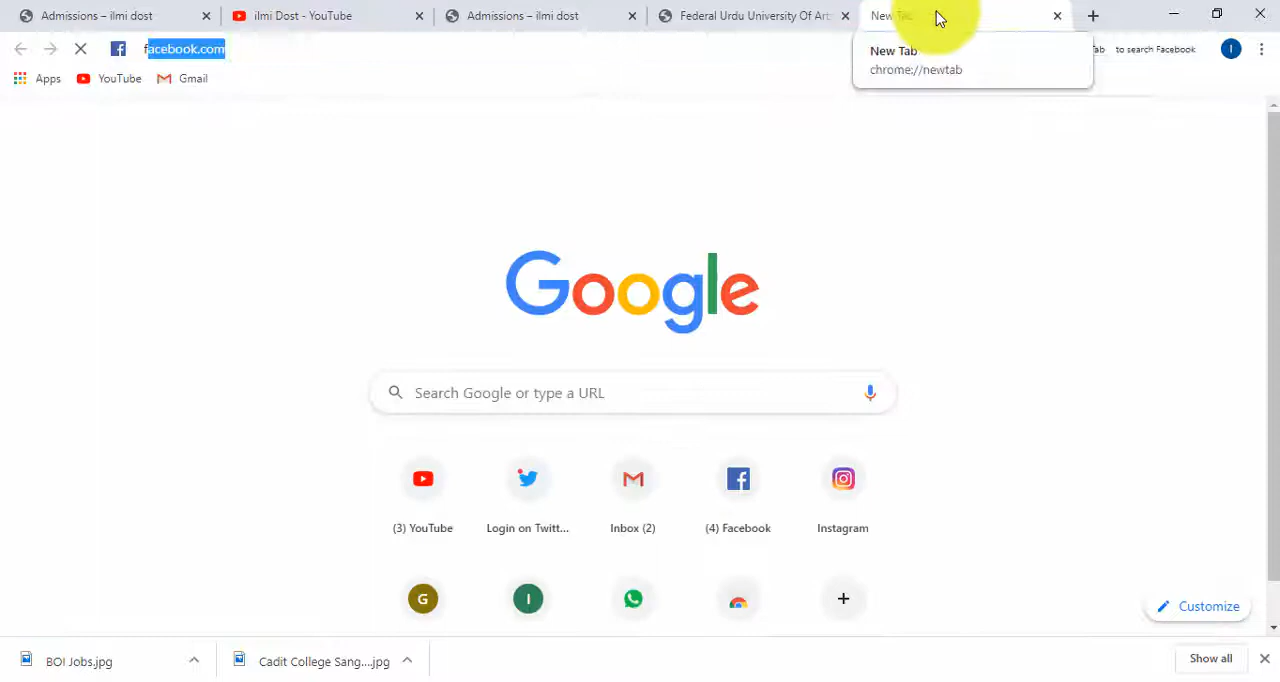 Admissions – ilmi dost
ilmi Dost - YouTube
Admissions – ilmi dost
Federal Urdu University Of Art
New Tab
facebook.com
New Tab
chrome://newtab
to search Facebook
I
Apps
YouTube
Gmail
Google
Search Google or type a URL
(3) YouTube
Login on Twitt...
Inbox (2)
(4) Facebook
Instagram
G
I
Customize
BOI Jobs.jpg
Cadit College Sang....jpg
Show all